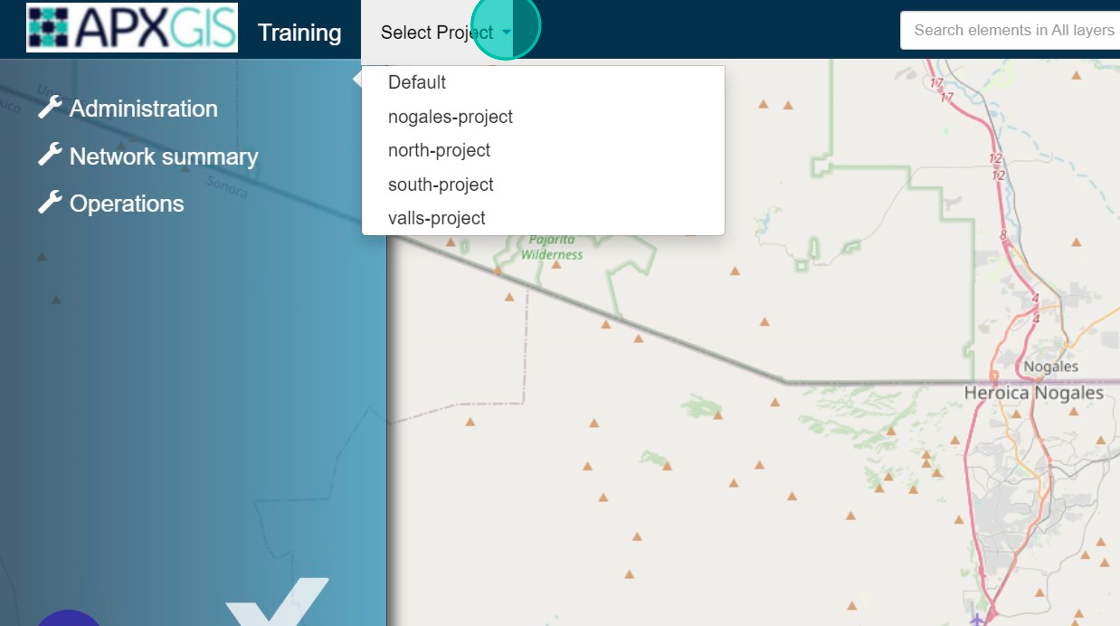 APXGIS
Training
Select Project
Search elements in All layers
Default
nogales-project
north-project
south-project
valls-project
Administration
Network summary
Operations
Sonora
Pajarita
Wilderness
17
17
12
12
8
4
4
Nogales
Heroica Nogales